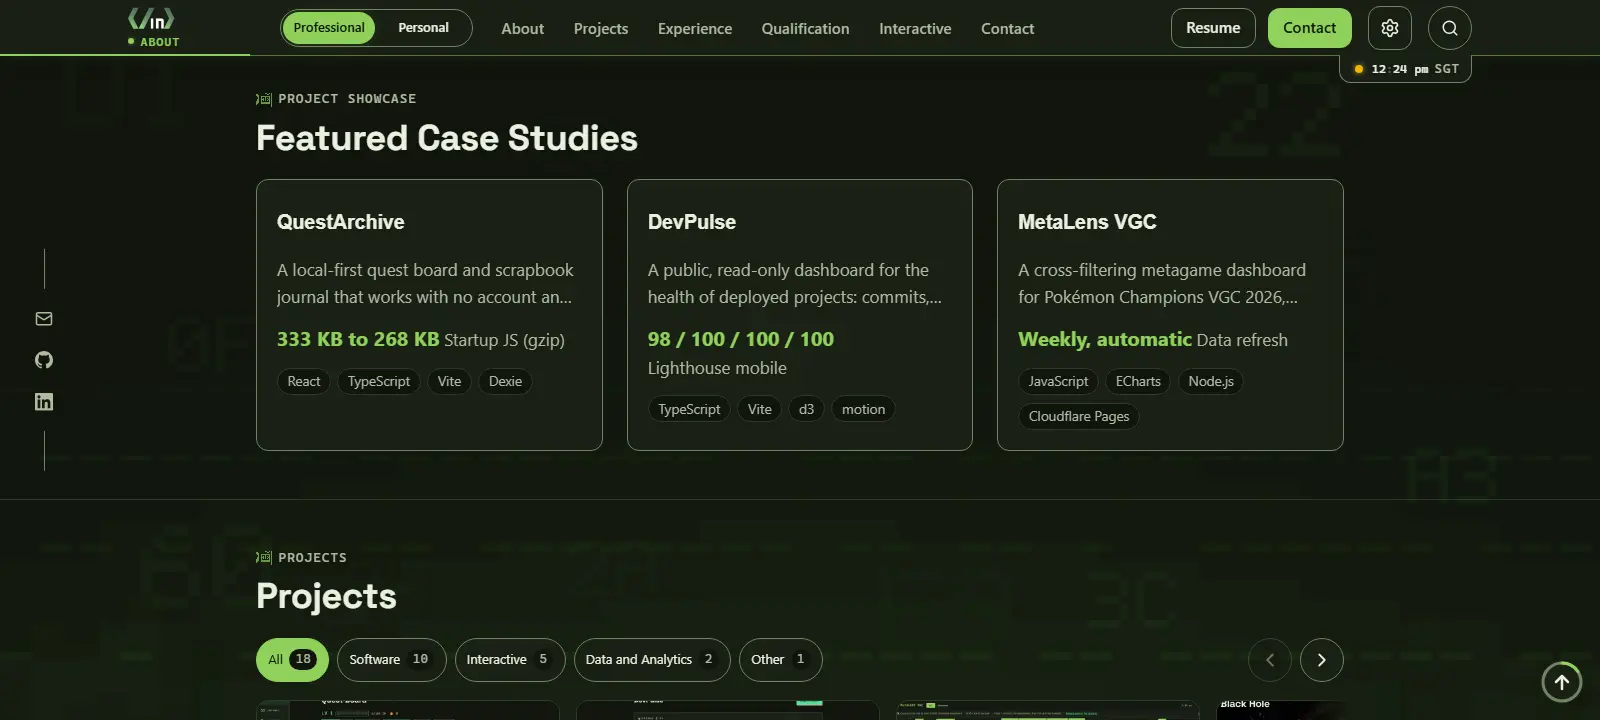 </in>
ABOUT
Professional
Personal
About
Projects
Experience
Qualification
Interactive
Contact
Resume
Contact
12:24 pm SGT
22
PROJECT SHOWCASE
Featured Case Studies
QuestArchive
A local-first quest board and scrapbook
journal that works with no account an...
333 KB to 268 KB Startup JS (gzip)
React
TypeScript
Vite
Dexie
DevPulse
A public, read-only dashboard for the
health of deployed projects: commits,...
98 / 100 / 100 / 100
Lighthouse mobile
TypeScript
Vite
d3
motion
MetaLens VGC
A cross-filtering metagame dashboard
for Pokémon Champions VGC 2026,...
Weekly, automatic Data refresh
JavaScript
ECharts
Node.js
Cloudflare Pages
A3
3C
PROJECTS
Projects
All 18
Software 10
Interactive 5
Data and Analytics 2
Other 1
Black Hole